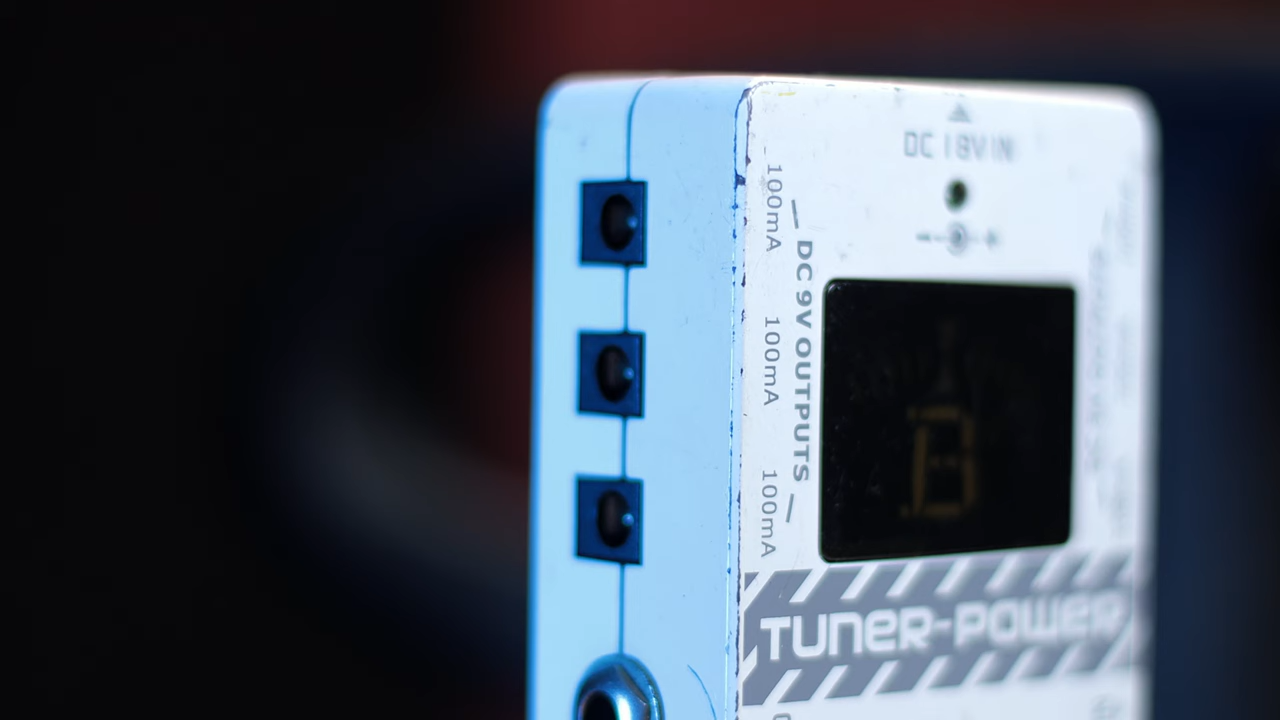 DC 18V IN
100mA
100mA
100mA
DC 9V OUTPUTS
TUNER-POWER